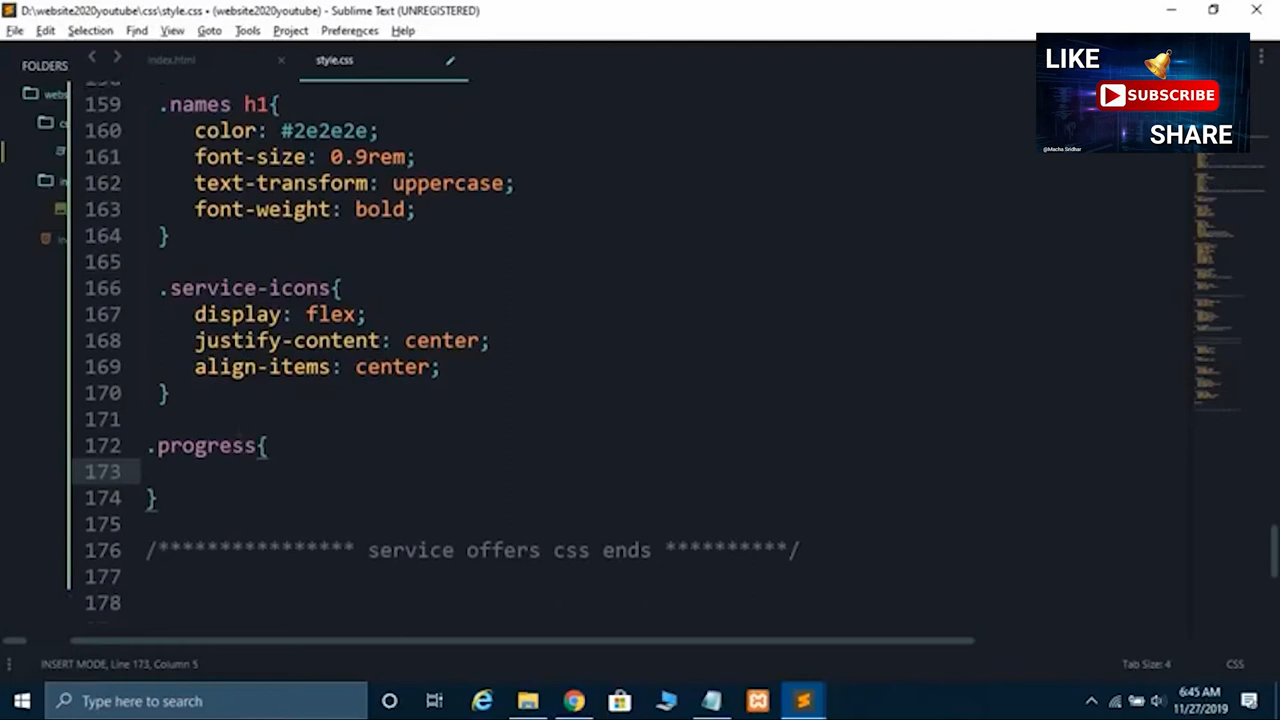 D:\website2020youtube\css\style.css • (website2020youtube) - Sublime Text (UNREGISTERED)
File Edit Selection Find View Goto Tools Project Preferences Help
FOLDERS
index.html
style.css
LIKE
SUBSCRIBE
SHARE
@Macha Sridhar
webs
159 .names h1{
160 color: #2e2e2e;
161 font-size: 0.9rem;
162 text-transform: uppercase;
163 font-weight: bold;
164 }
165
166 .service-icons{
167 display: flex;
168 justify-content: center;
169 align-items: center;
170 }
171
172 .progress{
173
174 }
175
176 /**************** service offers css ends **********/
177
178
INSERT MODE, Line 173, Column 5
Tab Size: 4
CSS
Type here to search
6:45 AM
11/27/2019